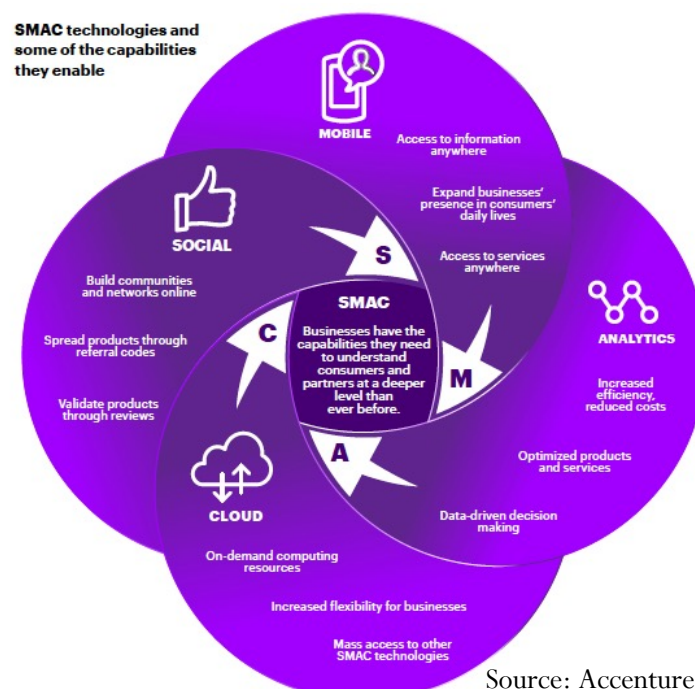 SMAC technologies and
some of the capabilities
they enable
MOBILE
Access to information
anywhere
Expand businesses’
presence in consumers’
daily lives
Access to services
anywhere
SOCIAL
Build communities
and networks online
Spread products through
referral codes
Validate products
through reviews
S
C
M
A
SMAC
Businesses have the
capabilities they need
to understand
consumers and
partners at a deeper
level than
ever before.
ANALYTICS
Increased
efficiency,
reduced costs
Optimized products
and services
Data-driven decision
making
CLOUD
On-demand computing
resources
Increased flexibility for businesses
Mass access to other
SMAC technologies
Source: Accenture